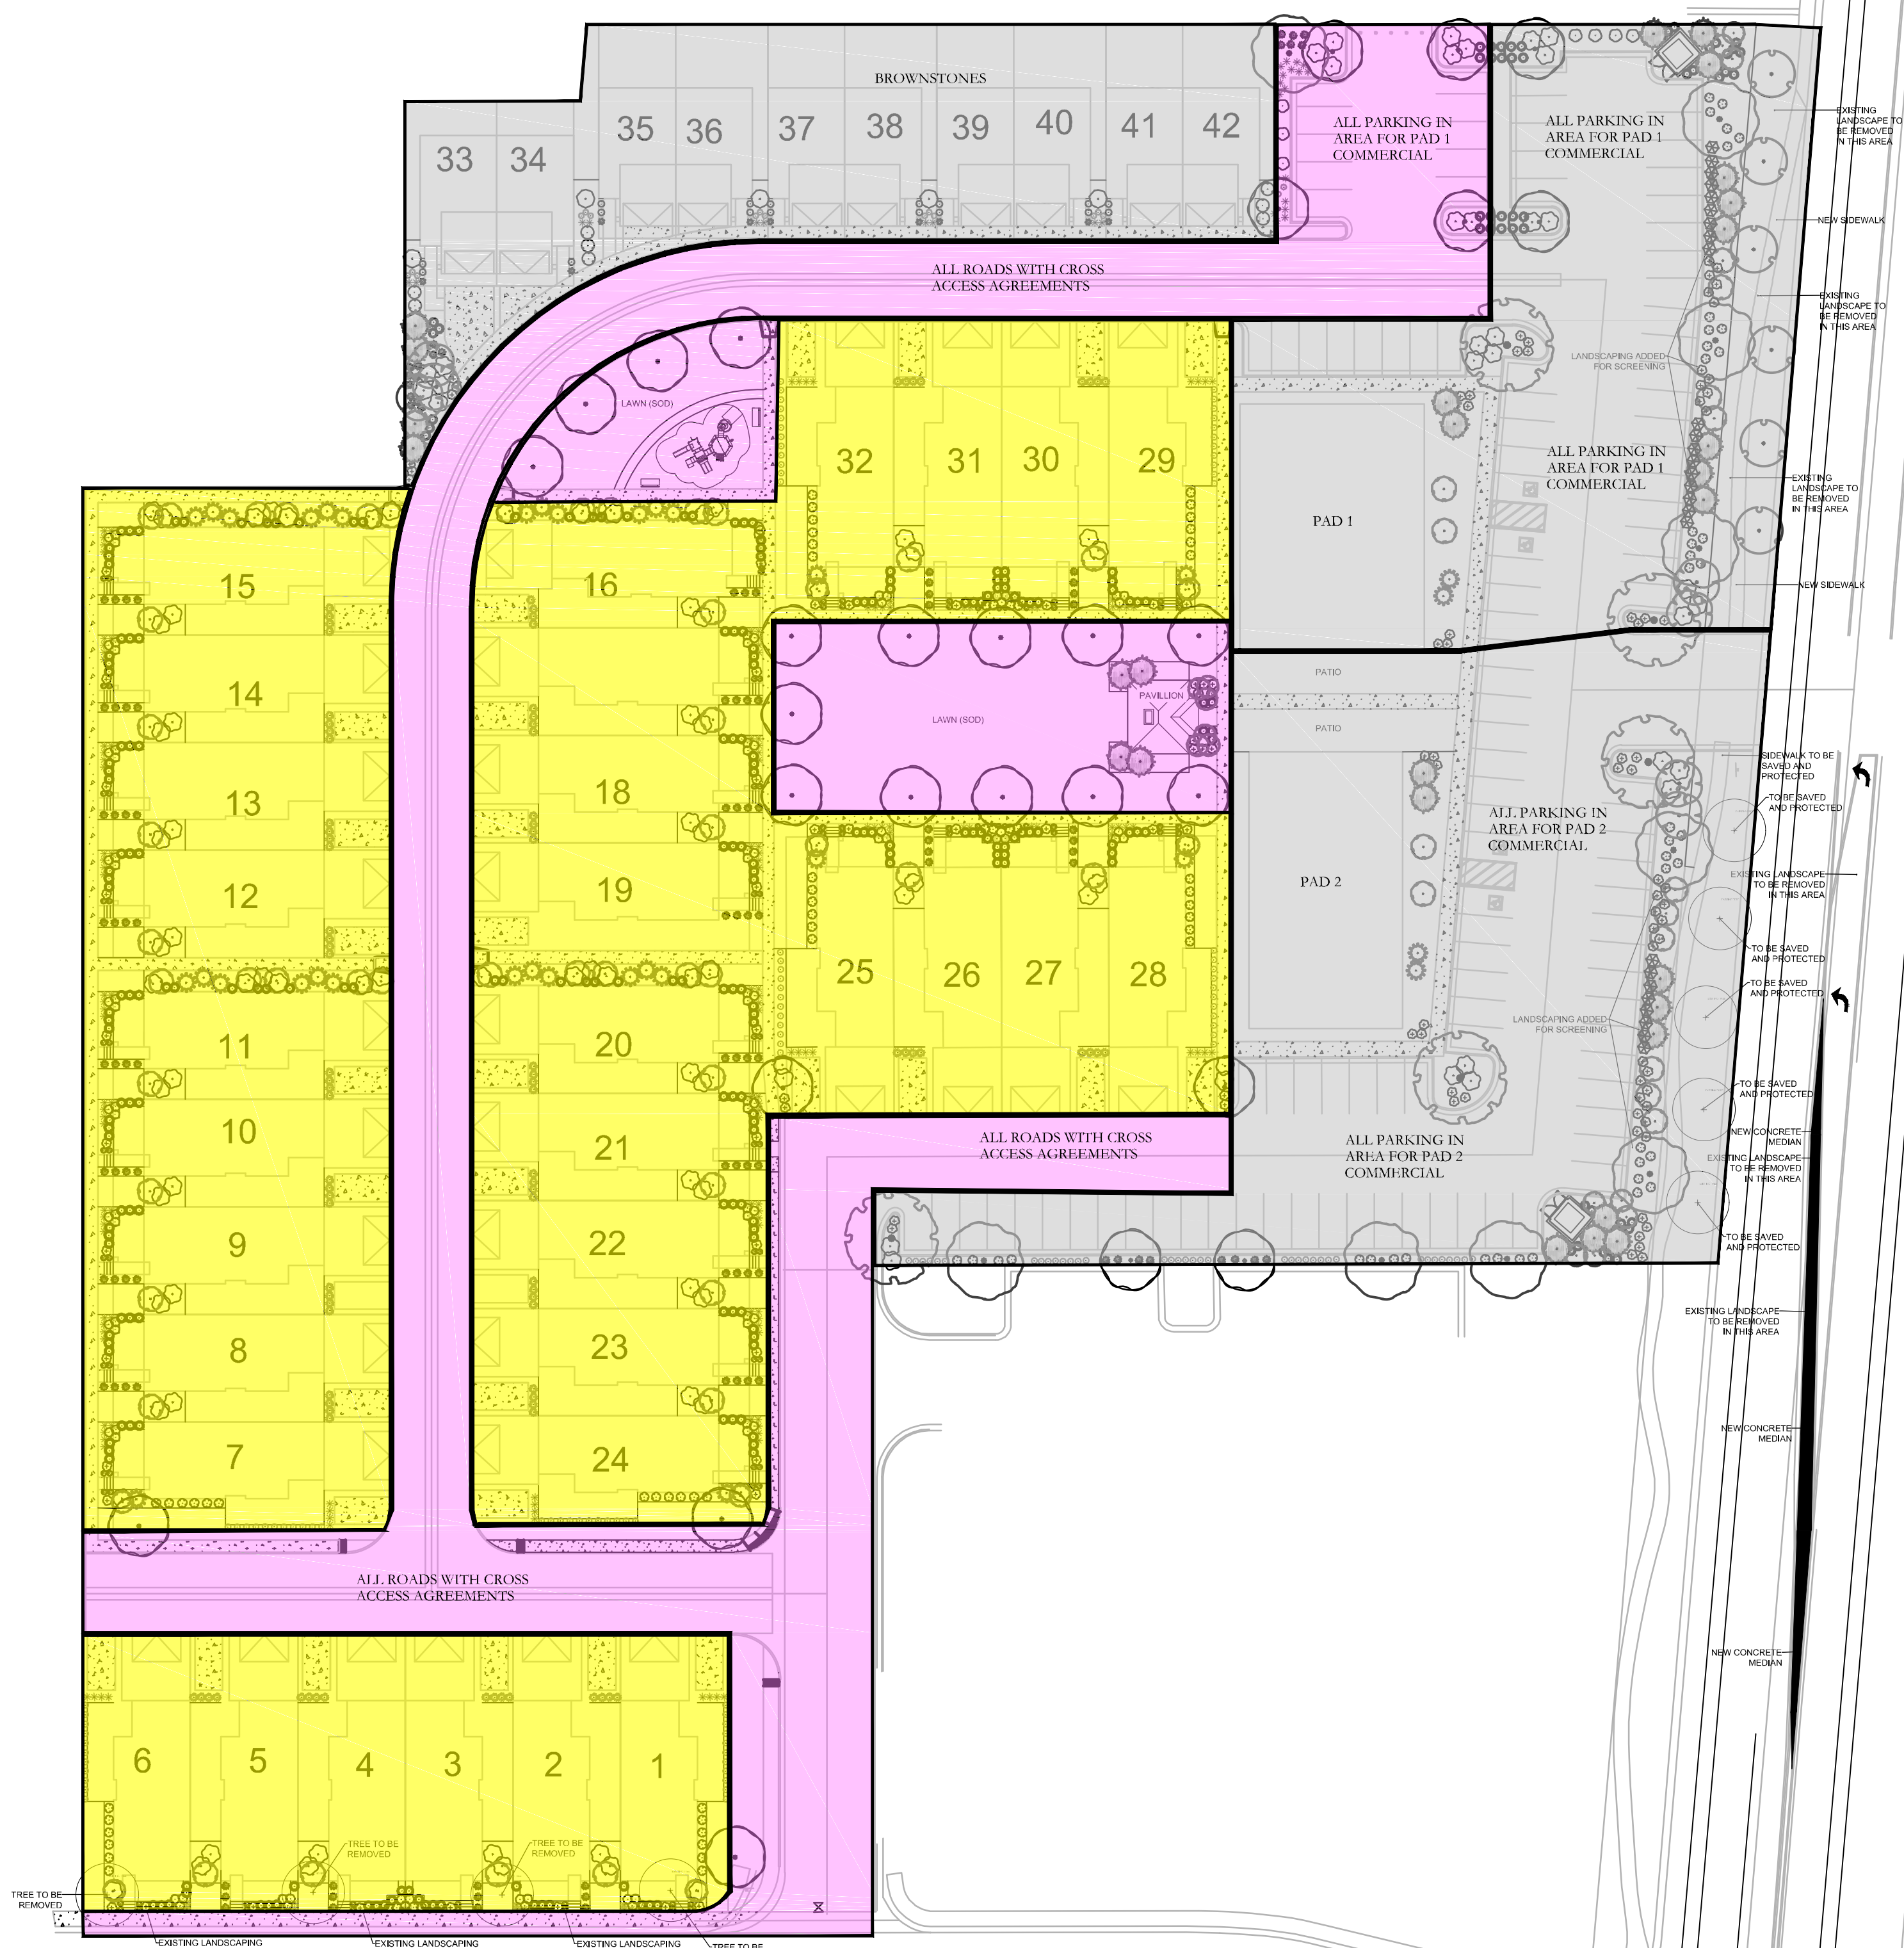 BROWNSTONES
33
34
35
36
37
38
39
40
41
42
ALL PARKING IN
AREA FOR PAD 1
COMMERCIAL
ALL PARKING IN
AREA FOR PAD 1
COMMERCIAL
EXISTING
LANDSCAPE TO
BE REMOVED
IN THIS AREA
NEW SIDEWALK
ALL ROADS WITH CROSS
ACCESS AGREEMENTS
EXISTING
LANDSCAPE TO
BE REMOVED
IN THIS AREA
LANDSCAPING ADDED
FOR SCREENING
LAWN (SOD)
32
31
30
29
ALL PARKING IN
AREA FOR PAD 1
COMMERCIAL
EXISTING
LANDSCAPE TO
BE REMOVED
IN THIS AREA
PAD 1
NEW SIDEWALK
15
16
14
13
18
12
19
PATIO
PATIO
PAVILLION
LAWN (SOD)
SIDEWALK TO BE
SAVED AND
PROTECTED
TO BE SAVED
AND PROTECTED
ALL PARKING IN
AREA FOR PAD 2
COMMERCIAL
PAD 2
EXISTING LANDSCAPE
TO BE REMOVED
IN THIS AREA
TO BE SAVED
AND PROTECTED
25
26
27
28
TO BE SAVED
AND PROTECTED
LANDSCAPING ADDED
FOR SCREENING
11
20
10
21
TO BE SAVED
AND PROTECTED
ALL ROADS WITH CROSS
ACCESS AGREEMENTS
ALL PARKING IN
AREA FOR PAD 2
COMMERCIAL
NEW CONCRETE
MEDIAN
EXISTING LANDSCAPE
TO BE REMOVED
IN THIS AREA
TO BE SAVED
AND PROTECTED
9
22
8
23
EXISTING LANDSCAPE
TO BE REMOVED
IN THIS AREA
7
24
NEW CONCRETE
MEDIAN
ALL ROADS WITH CROSS
ACCESS AGREEMENTS
NEW CONCRETE
MEDIAN
6
5
4
3
2
1
TREE TO BE
REMOVED
TREE TO BE
REMOVED
TREE TO BE
REMOVED
EXISTING LANDSCAPING
EXISTING LANDSCAPING
EXISTING LANDSCAPING
TREE TO BE